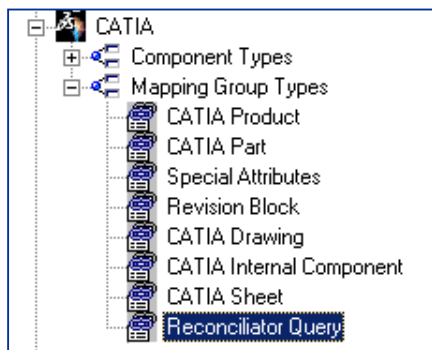 CATIA
Component Types
Mapping Group Types
CATIA Product
CATIA Part
Special Attributes
Revision Block
CATIA Drawing
CATIA Internal Component
CATIA Sheet
Reconciliator Query